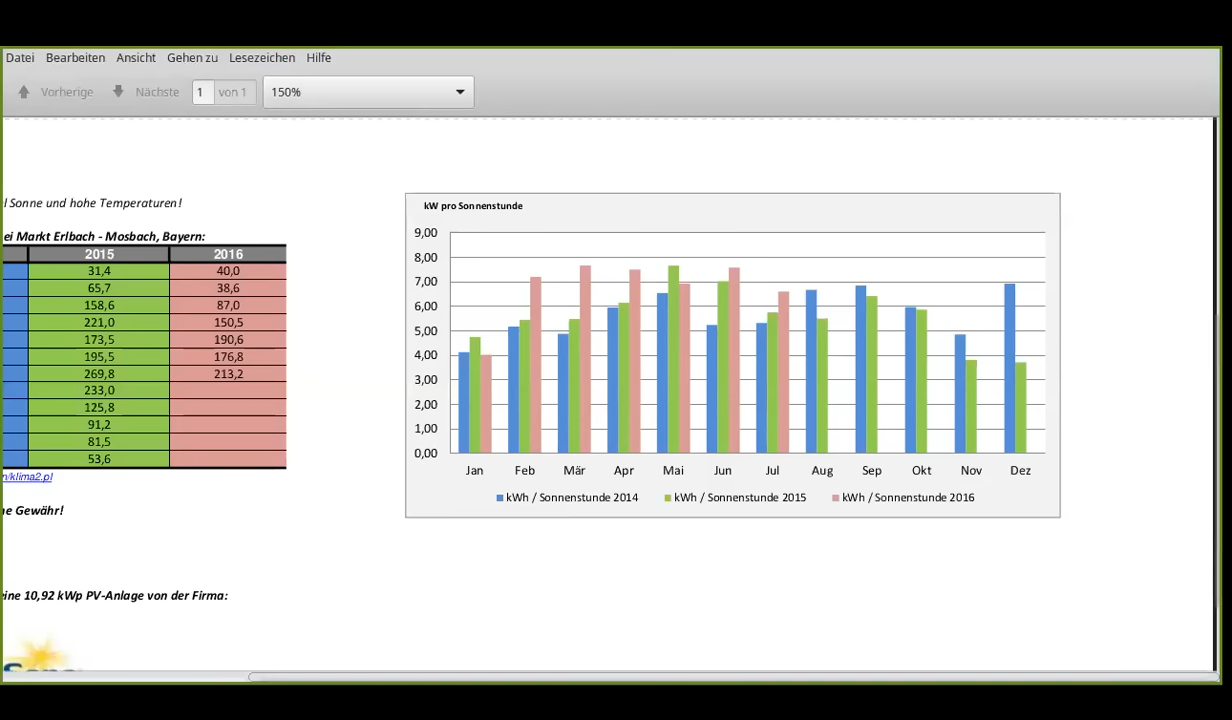 Datei Bearbeiten Ansicht Gehen zu Lesezeichen Hilfe
Vorherige Nächste 1 von 1 150%
l Sonne und hohe Temperaturen!
ei Markt Erlbach - Mosbach, Bayern:
2015 2016
31,4 40,0
65,7 38,6
158,6 87,0
221,0 150,5
173,5 190,6
195,5 176,8
269,8 213,2
233,0
125,8
91,2
81,5
53,6
n/klima2.pl
ne Gewähr!
eine 10,92 kWp PV-Anlage von der Firma:
kW pro Sonnenstunde
9,00
8,00
7,00
6,00
5,00
4,00
3,00
2,00
1,00
0,00
Jan Feb Mär Apr Mai Jun Jul Aug Sep Okt Nov Dez
kWh / Sonnenstunde 2014 kWh / Sonnenstunde 2015 kWh / Sonnenstunde 2016